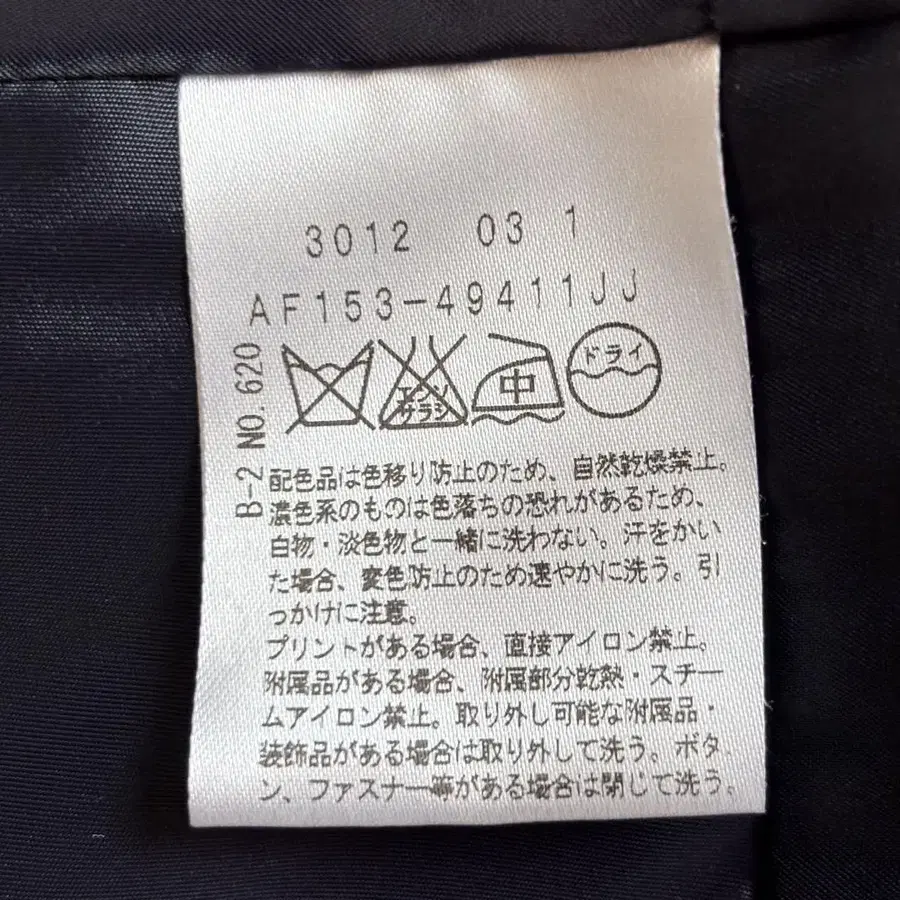 3012 03 1
AF153-49411JJ
エンソ
サラシ
中
ドライ
B-2 NO. 620
配色品は色移り防止のため、自然乾燥禁止。
濃色系のものは色落ちの恐れがあるため、
白物・淡色物と一緒に洗わない。汗をかい
た場合、変色防止のため速やかに洗う。引
っかけに注意。
プリントがある場合、直接アイロン禁止。
附属品がある場合、附属部分乾熱・スチー
ムアイロン禁止。取り外し可能な附属品・
装飾品がある場合は取り外して洗う。ボタ
ン、ファスナー等がある場合は閉じて洗う。